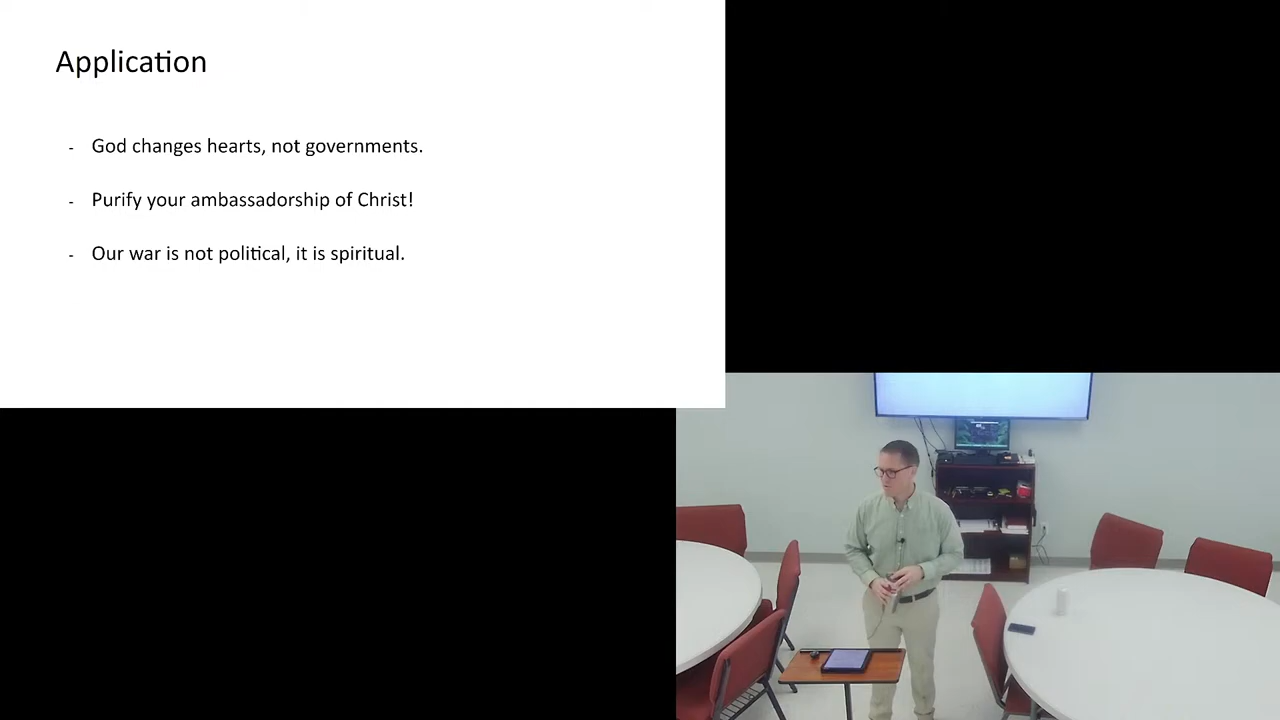 Application
- God changes hearts, not governments.
- Purify your ambassadorship of Christ!
- Our war is not political, it is spiritual.